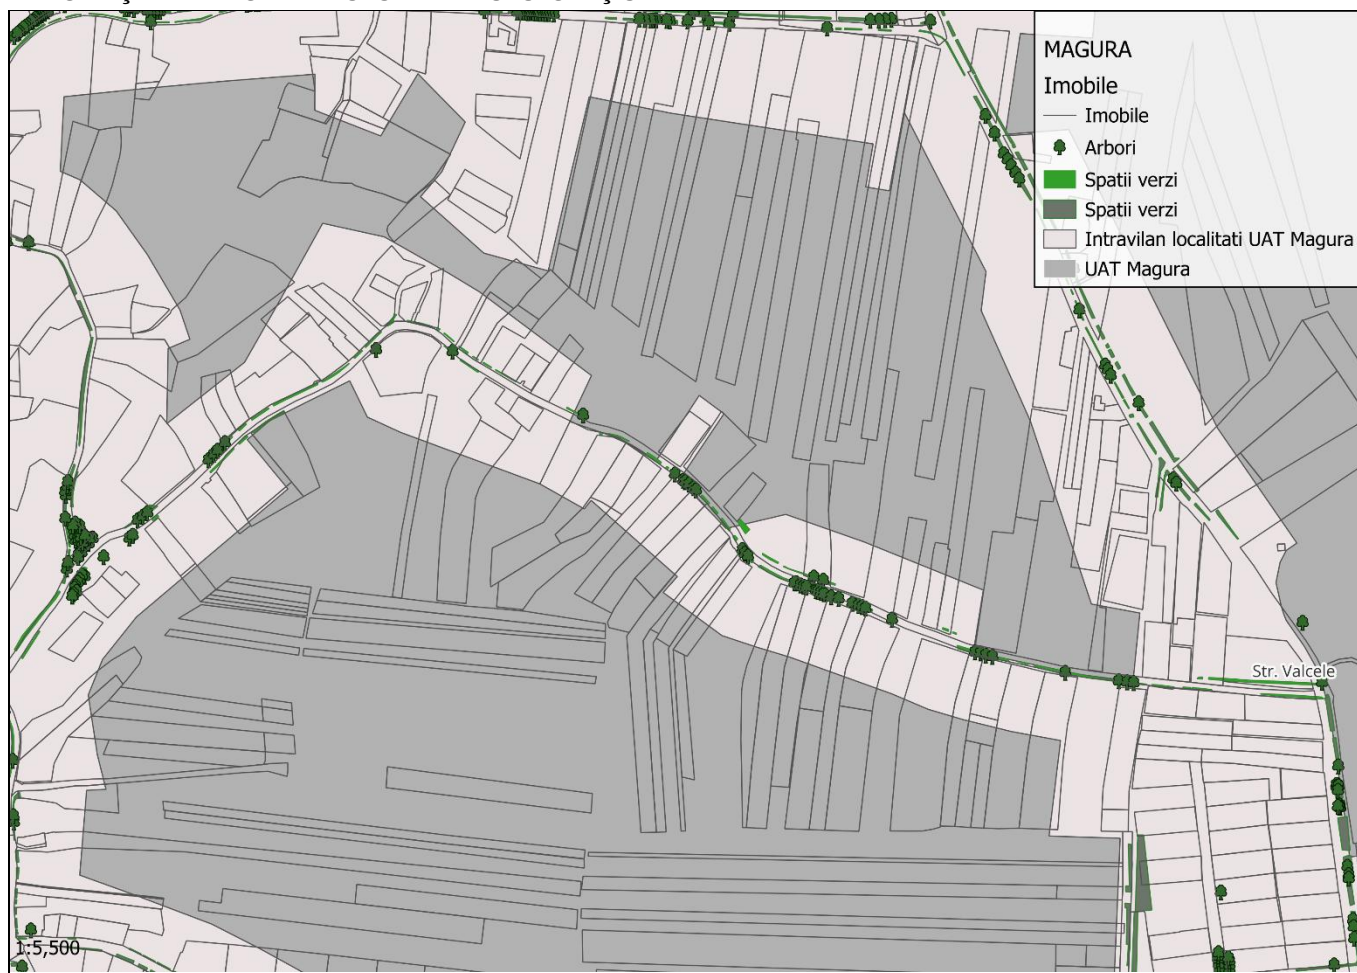 MAGURA
Imobile
Imobile
Arbori
Spatii verzi
Spatii verzi
Intravilan localitati UAT Magura
UAT Magura
Str. Valcele
1:5,500